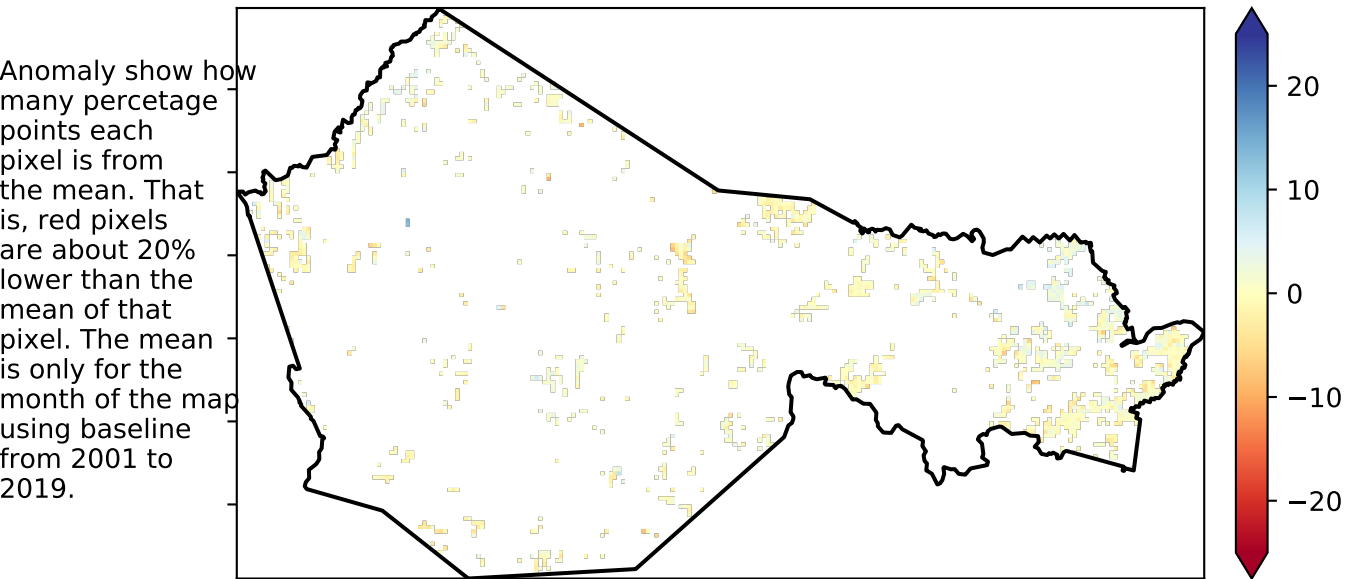 Anomaly show how
many percetage
points each
pixel is from
the mean. That
is, red pixels
are about 20%
lower than the
mean of that
pixel. The mean
is only for the
month of the map
using baseline
from 2001 to
2019.
20
10
0
−10
−20